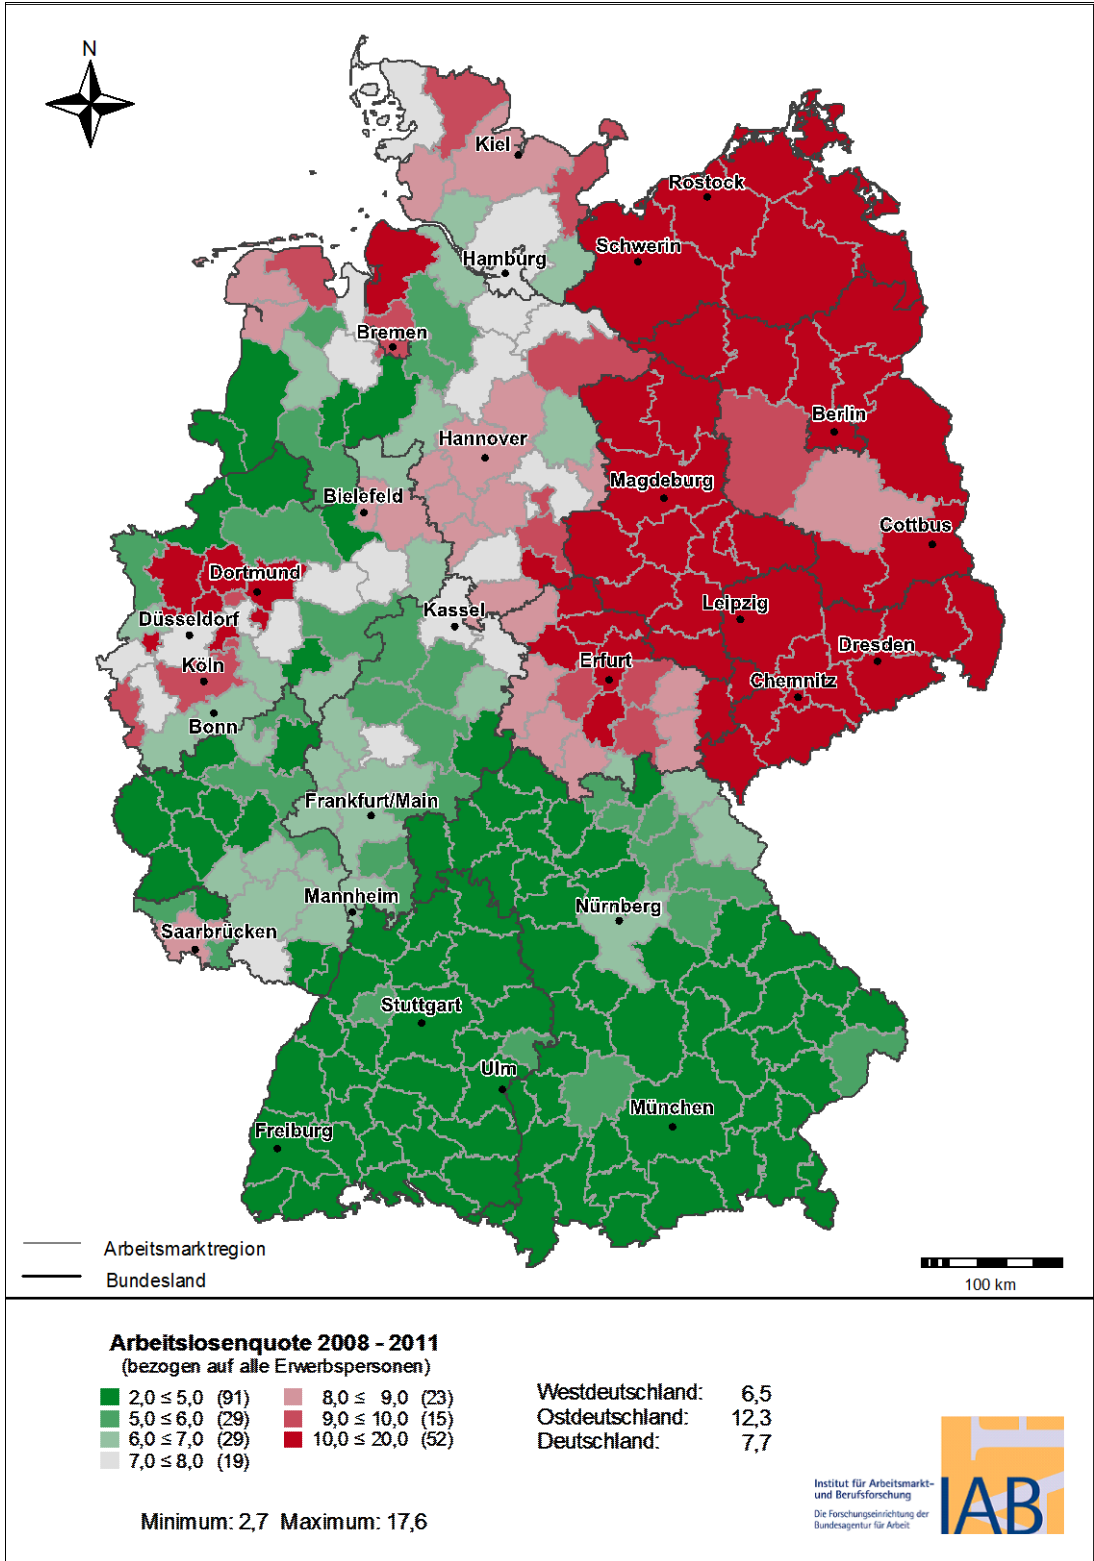 N
Kiel
Rostock
Schwerin
Hamburg
Bremen
Berlin
Hannover
Magdeburg
Bielefeld
Cottbus
Dortmund
Leipzig
Kassel
Düsseldorf
Dresden
Erfurt
Köln
Chemnitz
Bonn
Frankfurt/Main
Mannheim
Nürnberg
Saarbrücken
Stuttgart
Ulm
München
Freiburg
Arbeitsmarktregion
Bundesland
100 km
Arbeitslosenquote 2008 - 2011
(bezogen auf alle Erwerbspersonen)
2,0 ≤ 5,0 (91)
5,0 ≤ 6,0 (29)
6,0 ≤ 7,0 (29)
7,0 ≤ 8,0 (19)
8,0 ≤ 9,0 (23)
9,0 ≤ 10,0 (15)
10,0 ≤ 20,0 (52)
Westdeutschland: 6,5
Ostdeutschland: 12,3
Deutschland: 7,7
Minimum: 2,7 Maximum: 17,6
Institut für Arbeitsmarkt-
und Berufsforschung
Die Forschungseinrichtung der
Bundesagentur für Arbeit
IAB